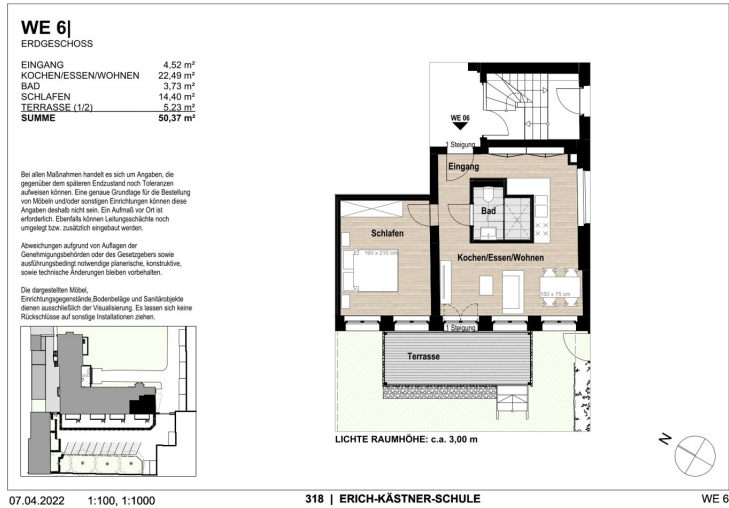 WE 6|
ERDGESCHOSS
EINGANG 4,52 m²
KOCHEN/ESSEN/WOHNEN 22,49 m²
BAD 3,73 m²
SCHLAFEN 14,40 m²
TERRASSE (1/2) 5,23 m²
SUMME 50,37 m²
Bei allen Maßnahmen handelt es sich um Angaben, die
gegenüber dem späteren Endzustand noch Toleranzen
aufweisen können. Eine genaue Grundlage für die Bestellung
von Möbeln und/oder sonstigen Einrichtungen können diese
Angaben deshalb nicht sein. Ein Aufmaß vor Ort ist
erforderlich. Ebenfalls können Leitungsschächte noch
umgelegt bzw. zusätzlich eingebaut werden.
Abweichungen aufgrund von Auflagen der
Genehmigungsbehörden oder des Gesetzgebers sowie
ausführungsbedingt notwendige planerische, konstruktive,
sowie technische Änderungen bleiben vorbehalten.
Die dargestellten Möbel,
Einrichtungsgegenstände,Bodenbeläge und Sanitärobjekte
dienen ausschließlich der Visualisierung. Es lassen sich keine
Rückschlüsse auf sonstige Installationen ziehen.
WE 06
1 Steigung
Eingang
Bad
Schlafen
160 x 210 cm
Kochen/Essen/Wohnen
150 x 75 cm
1 Steigung
Terrasse
LICHTE RAUMHÖHE: c.a. 3,00 m
N
07.04.2022 1:100, 1:1000 318 | ERICH-KÄSTNER-SCHULE WE 6